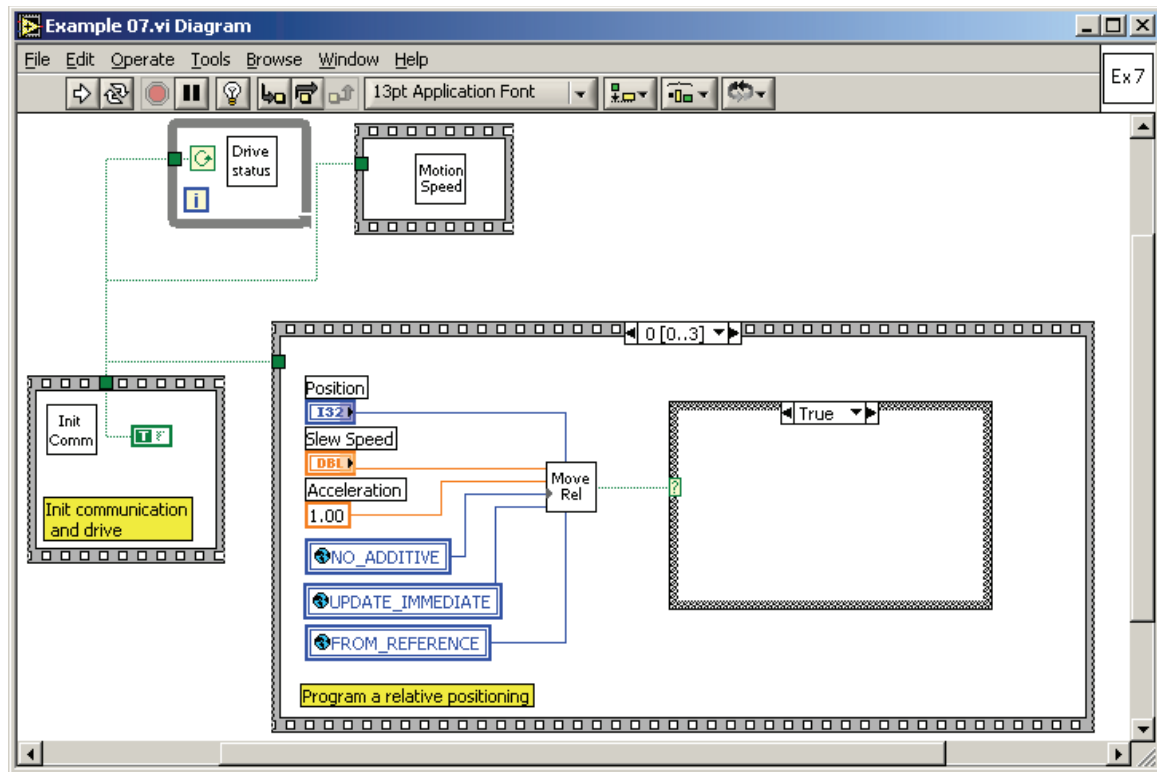 Example 07.vi Diagram
File Edit Operate Tools Browse Window Help
Ex 7
13pt Application Font
Drive
status
i
Motion
Speed
0 [0..3]
Init
Comm
T F
Init communication
and drive
Position
I32
Slew Speed
DBL
Acceleration
1.00
NO_ADDITIVE
UPDATE_IMMEDIATE
FROM_REFERENCE
Move
Rel
?
True
Program a relative positioning